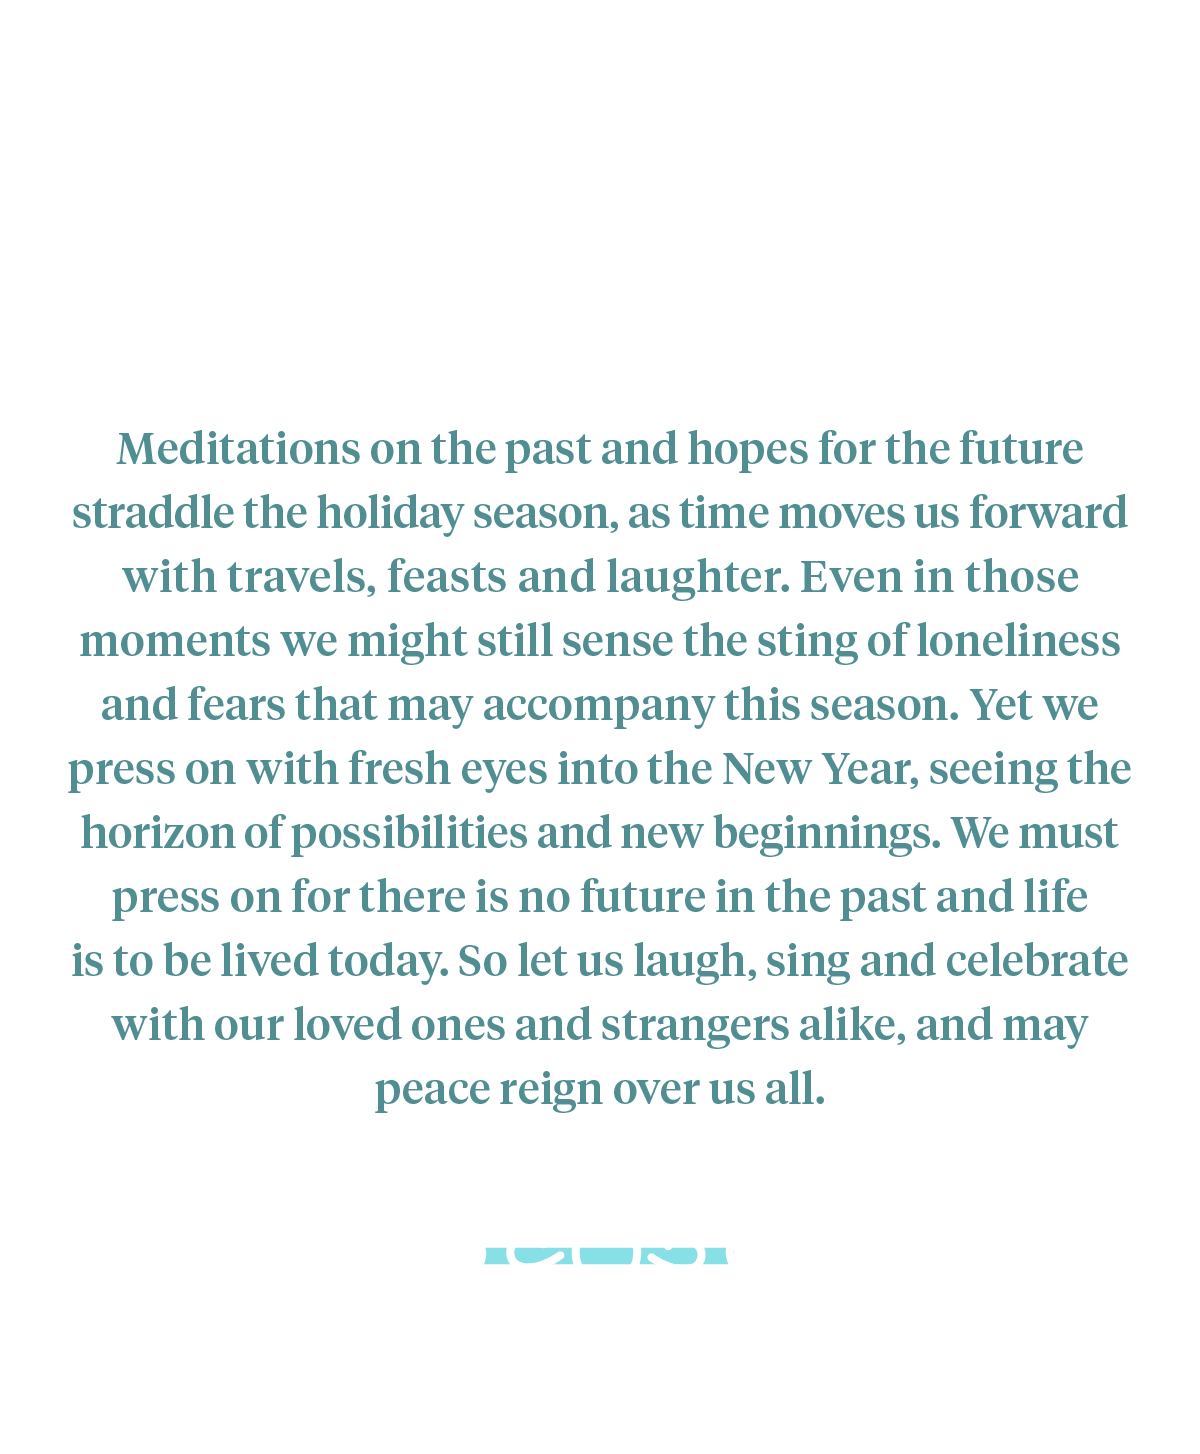 Meditations on the past and hopes for the future
straddle the holiday season, as time moves us forward
with travels, feasts and laughter. Even in those
moments we might still sense the sting of loneliness
and fears that may accompany this season. Yet we
press on with fresh eyes into the New Year, seeing the
horizon of possibilities and new beginnings. We must
press on for there is no future in the past and life
is to be lived today. So let us laugh, sing and celebrate
with our loved ones and strangers alike, and may
peace reign over us all.